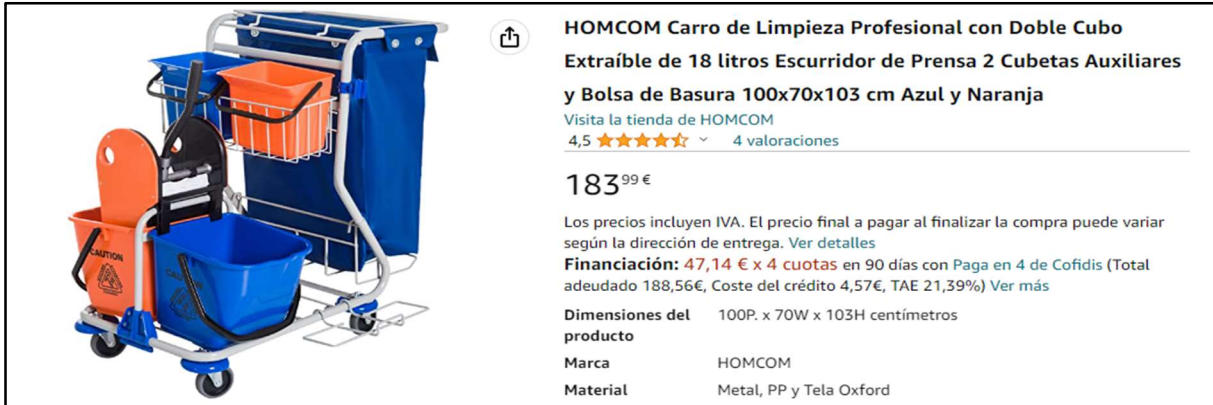 HOMCOM Carro de Limpieza Profesional con Doble Cubo
Extraíble de 18 litros Escurridor de Prensa 2 Cubetas Auxiliares
y Bolsa de Basura 100x70x103 cm Azul y Naranja
Visita la tienda de HOMCOM
4,5 4 valoraciones
183 99 €
Los precios incluyen IVA. El precio final a pagar al finalizar la compra puede variar
según la dirección de entrega. Ver detalles
Financiación: 47,14 € x 4 cuotas en 90 días con Paga en 4 de Cofidis (Total
adeudado 188,56€, Coste del crédito 4,57€, TAE 21,39%) Ver más
Dimensiones del 100P. x 70W x 103H centímetros
producto
Marca HOMCOM
Material Metal, PP y Tela Oxford
CAUTION